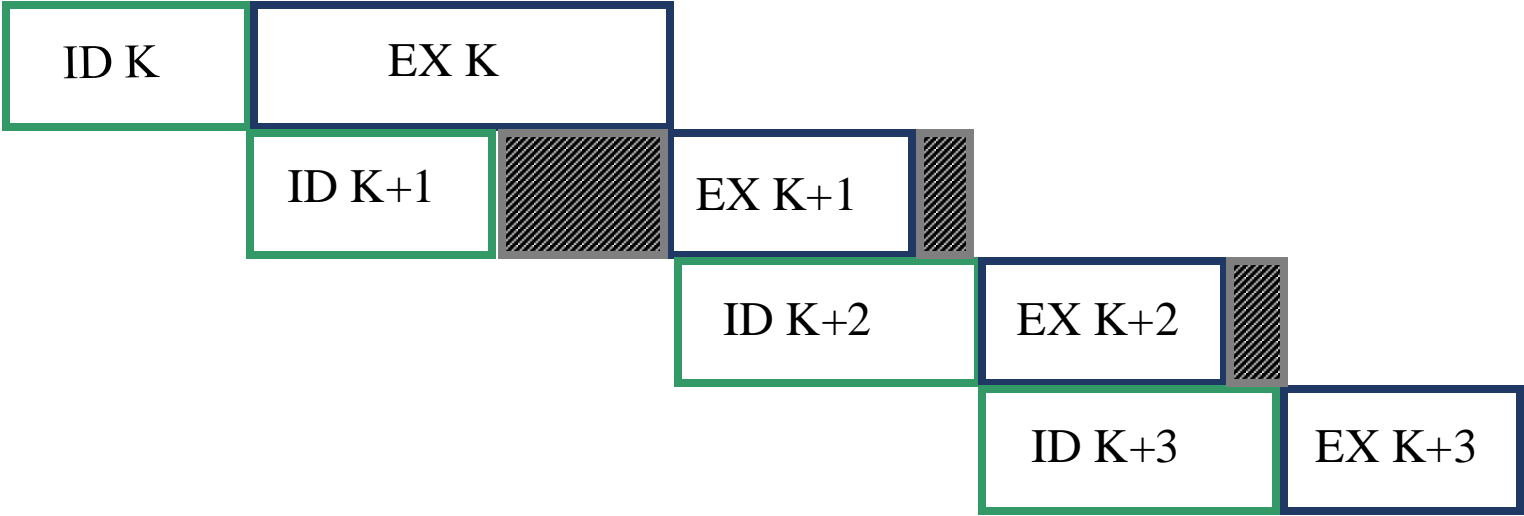 ID K
EX K
ID K+1
EX K+1
ID K+2
EX K+2
ID K+3
EX K+3